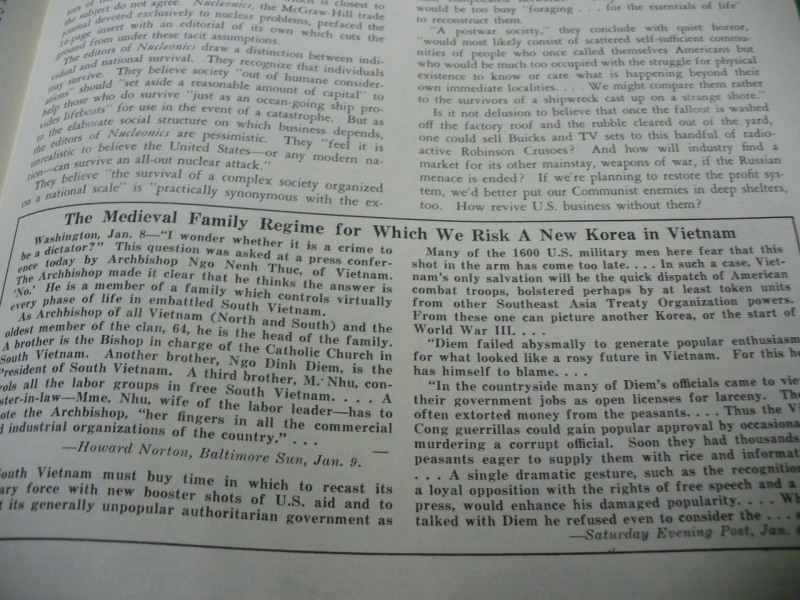 the subject do not agree. Nucleonics, the McGraw-Hill trade
journal devoted exclusively to nuclear problems, prefaced the
16 page insert with an editorial of its own which cuts the
ground from under these tacit assumptions.
The editors of Nucleonics draw a distinction between indi-
vidual and national survival. They recognize that individuals
may survive. They believe society "out of humane consider-
ation" should "set aside a reasonable amount of capital" to
help those who do survive "just as an ocean-going ship pro-
vides lifeboats" for use in the event of a catastrophe. But as
to the elaborate social structure on which business depends,
the editors of Nucleonics are pessimistic. They "feel it is
unrealistic to believe the United States—or any modern na-
tion—can survive an all-out nuclear attack."
They believe "the survival of a complex society organized
on a national scale" is "practically synonymous with the ex-
would be too busy "foraging . . . for the essentials of life"
to reconstruct them.
"A postwar society," they conclude with quiet horror,
"would most likely consist of scattered self-sufficient commu-
nities of people who once called themselves Americans but
who would be much too occupied with the struggle for physical
existence to know or care what is happening beyond their
own immediate localities. . . . We might compare them rather
to the survivors of a shipwreck cast up on a strange shore."
Is it not delusion to believe that once the fallout is washed
off the factory roof and the rubble cleared out of the yard,
one could sell Buicks and TV sets to this handful of radio-
active Robinson Crusoes? And how will industry find a
market for its other mainstay, weapons of war, if the Russian
menace is ended? If we're planning to restore the profit sys-
tem, we'd better put our Communist enemies in deep shelters,
too. How revive U.S. business without them?
The Medieval Family Regime for Which We Risk A New Korea in Vietnam
Washington, Jan. 8—"I wonder whether it is a crime to
be a dictator?" This question was asked at a press confer-
ence today by Archbishop Ngo Nenh Thuc, of Vietnam.
The Archbishop made it clear that he thinks the answer is
'No.' He is a member of a family which controls virtually
every phase of life in embattled South Vietnam.
As Archbishop of all Vietnam (North and South) and the
oldest member of the clan, 64, he is the head of the family.
A brother is the Bishop in charge of the Catholic Church in
South Vietnam. Another brother, Ngo Dinh Diem, is the
President of South Vietnam. A third brother, M. Nhu, con-
rols all the labor groups in free South Vietnam. . . . A
ster-in-law—Mme. Nhu, wife of the labor leader—has to
ote the Archbishop, "her fingers in all the commercial
d industrial organizations of the country." . . .
—Howard Norton, Baltimore Sun, Jan. 9.
South Vietnam must buy time in which to recast its
ary force with new booster shots of U.S. aid and to
t its generally unpopular authoritarian government as
Many of the 1600 U.S. military men here fear that this
shot in the arm has come too late. . . . In such a case, Viet-
nam's only salvation will be the quick dispatch of American
combat troops, bolstered perhaps by at least token units
from other Southeast Asia Treaty Organization powers.
From these one can picture another Korea, or the start of
World War III. . . .
"Diem failed abysmally to generate popular enthusiasm
for what looked like a rosy future in Vietnam. For this he
has himself to blame. . . .
"In the countryside many of Diem's officials came to vie
their government jobs as open licenses for larceny. The
often extorted money from the peasants. . . . Thus the Vi
Cong guerrillas could gain popular approval by occasiona
murdering a corrupt official. Soon they had thousands
peasants eager to supply them with rice and informati
. . . A single dramatic gesture, such as the recognition
a loyal opposition with the rights of free speech and a
press, would enhance his damaged popularity. . . . Wh
talked with Diem he refused even to consider the . . .
—Saturday Evening Post, Jan.